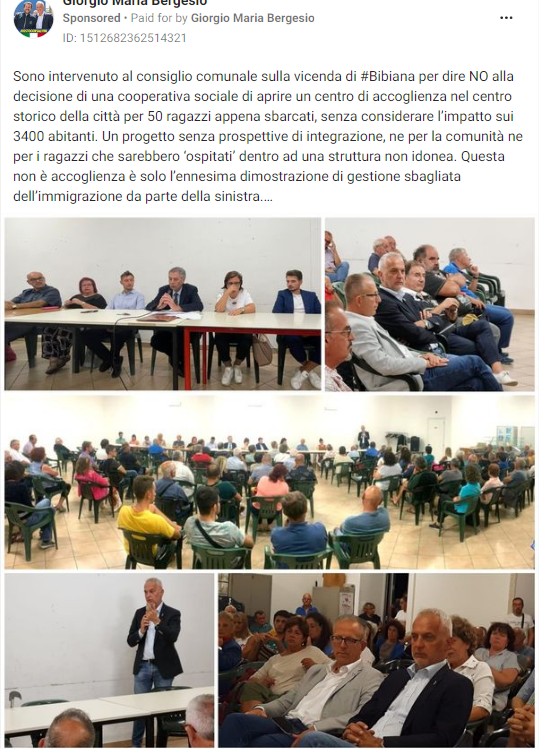 Giorgio Maria Bergesio
Sponsored • Paid for by Giorgio Maria Bergesio
ID: 1512682362514321
Sono intervenuto al consiglio comunale sulla vicenda di #Bibiana per dire NO alla
decisione di una cooperativa sociale di aprire un centro di accoglienza nel centro
storico della città per 50 ragazzi appena sbarcati, senza considerare l’impatto sui
3400 abitanti. Un progetto senza prospettive di integrazione, ne per la comunità ne
per i ragazzi che sarebbero ‘ospitati’ dentro ad una struttura non idonea. Questa
non è accoglienza è solo l’ennesima dimostrazione di gestione sbagliata
dell’immigrazione da parte della sinistra....